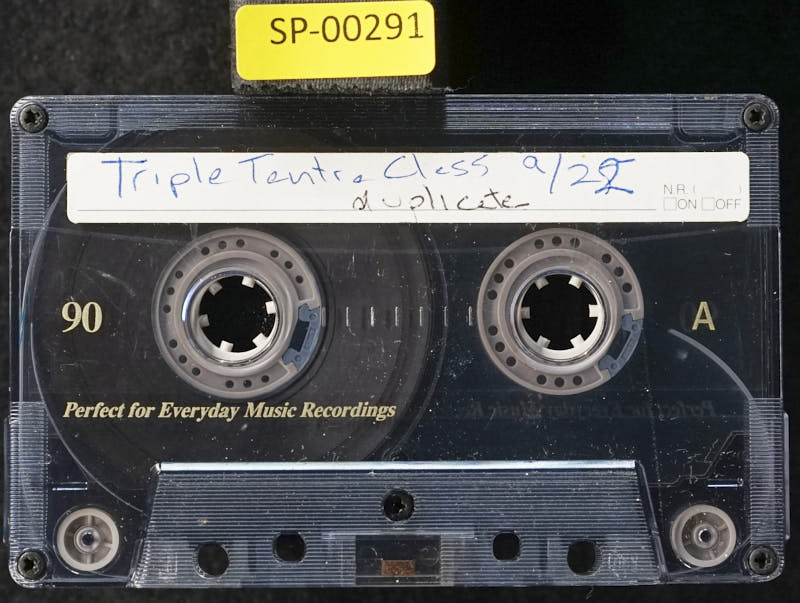 SP-00291
Triple Tantra Class 9/22
duplicate
N.R. ( )
ON OFF
90
A
Perfect for Everyday Music Recordings